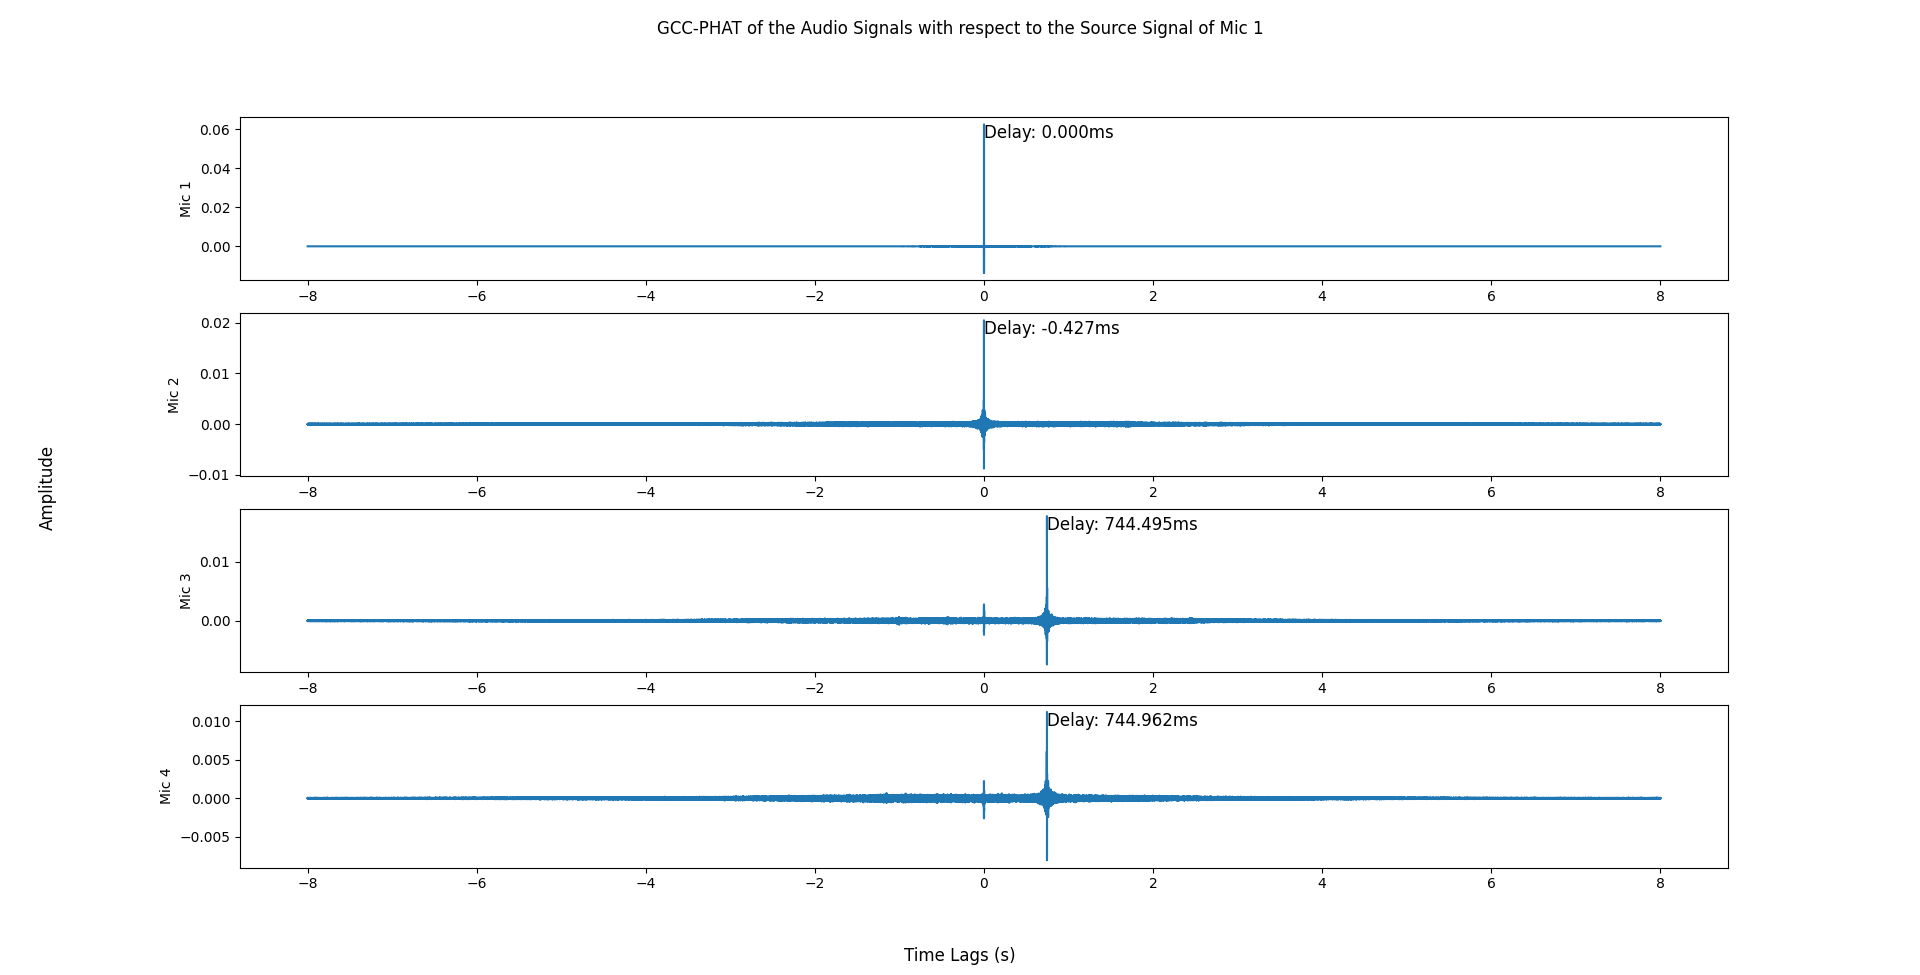 GCC-PHAT of the Audio Signals with respect to the Source Signal of Mic 1
Amplitude
Mic 1
0.06
0.04
0.02
0.00
Delay: 0.000ms
−8 −6 −4 −2 0 2 4 6 8
Mic 2
0.02
0.01
0.00
−0.01
Delay: -0.427ms
−8 −6 −4 −2 0 2 4 6 8
Mic 3
0.01
0.00
Delay: 744.495ms
−8 −6 −4 −2 0 2 4 6 8
Mic 4
0.010
0.005
0.000
−0.005
Delay: 744.962ms
−8 −6 −4 −2 0 2 4 6 8
Time Lags (s)